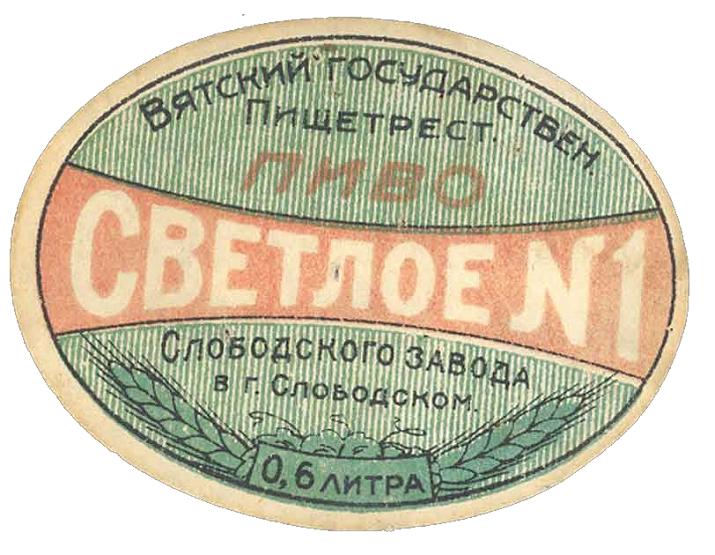 ВЯТСКИЙ ГОСУДАРСТВЕН.
ПИЩЕТРЕСТ.
ПИВО
СВЕТЛОЕ N1
СЛОБОДСКОГО ЗАВОДА
В Г. СЛОБОДСКОМ.
0,6 ЛИТРА